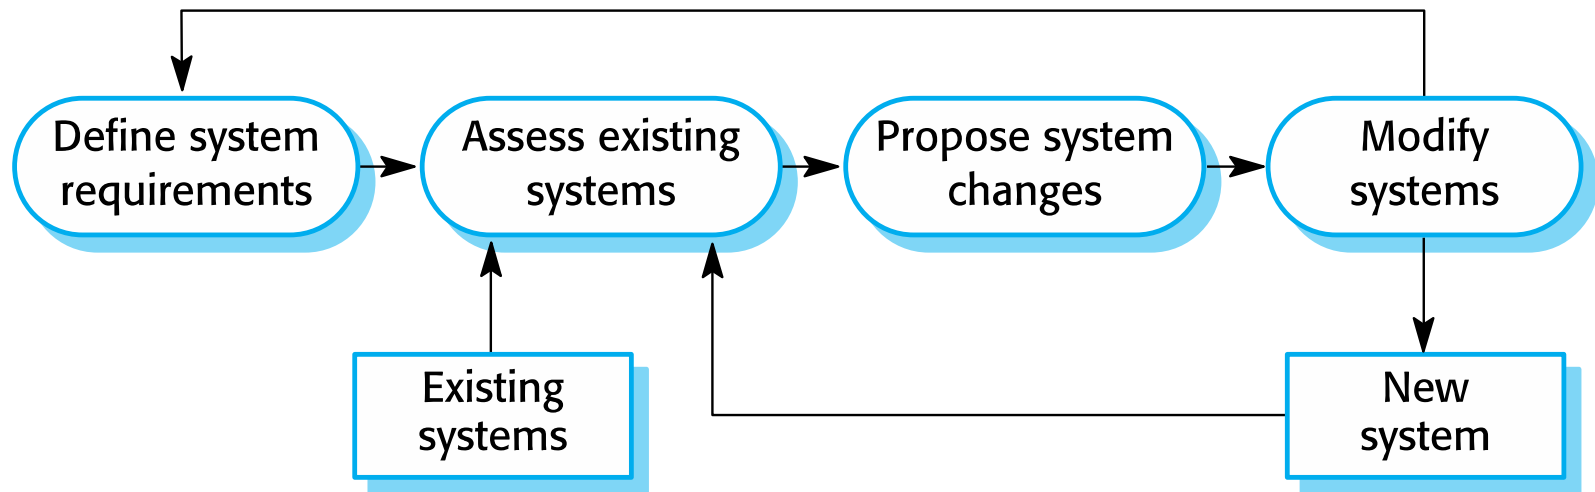 Define system
requirements
Assess existing
systems
Propose system
changes
Modify
systems
Existing
systems
New
system